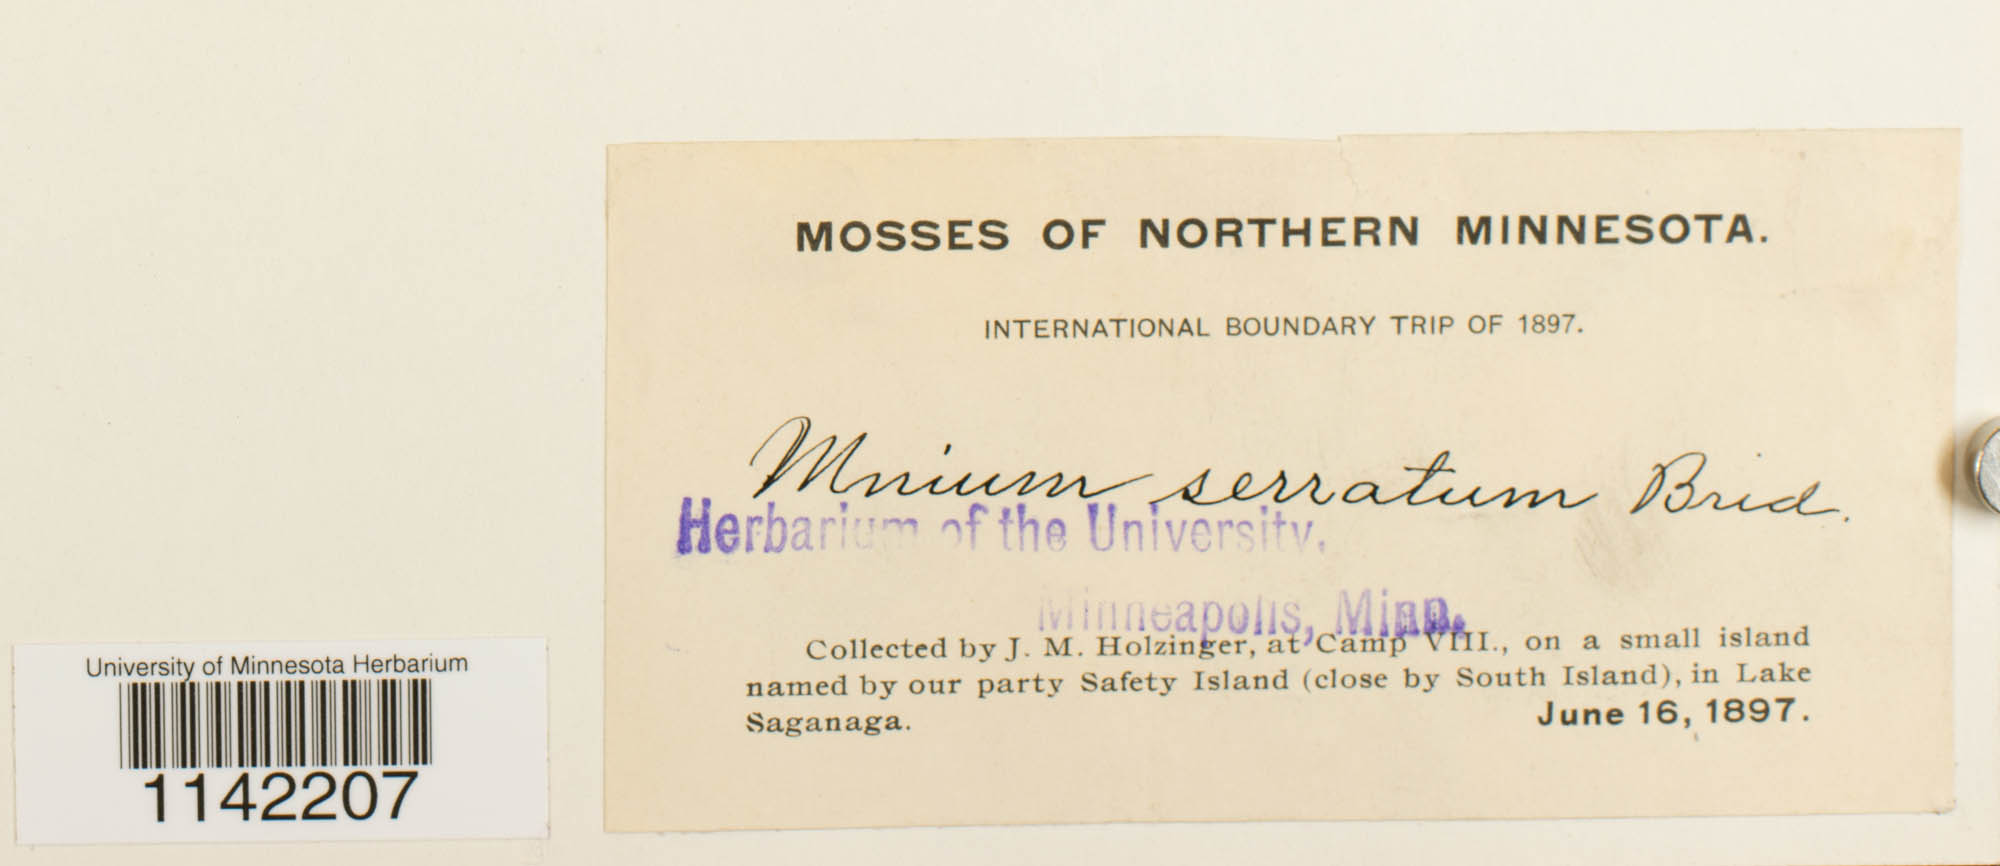 MOSSES OF NORTHERN MINNESOTA.
INTERNATIONAL BOUNDARY TRIP OF 1897.
Mnium serratum Brid.
Herbarium of the University.
Minneapolis, Minn.
Collected by J. M. Holzinger, at Camp VIII., on a small island
named by our party Safety Island (close by South Island), in Lake
Saganaga.
June 16, 1897.
University of Minnesota Herbarium
1142207